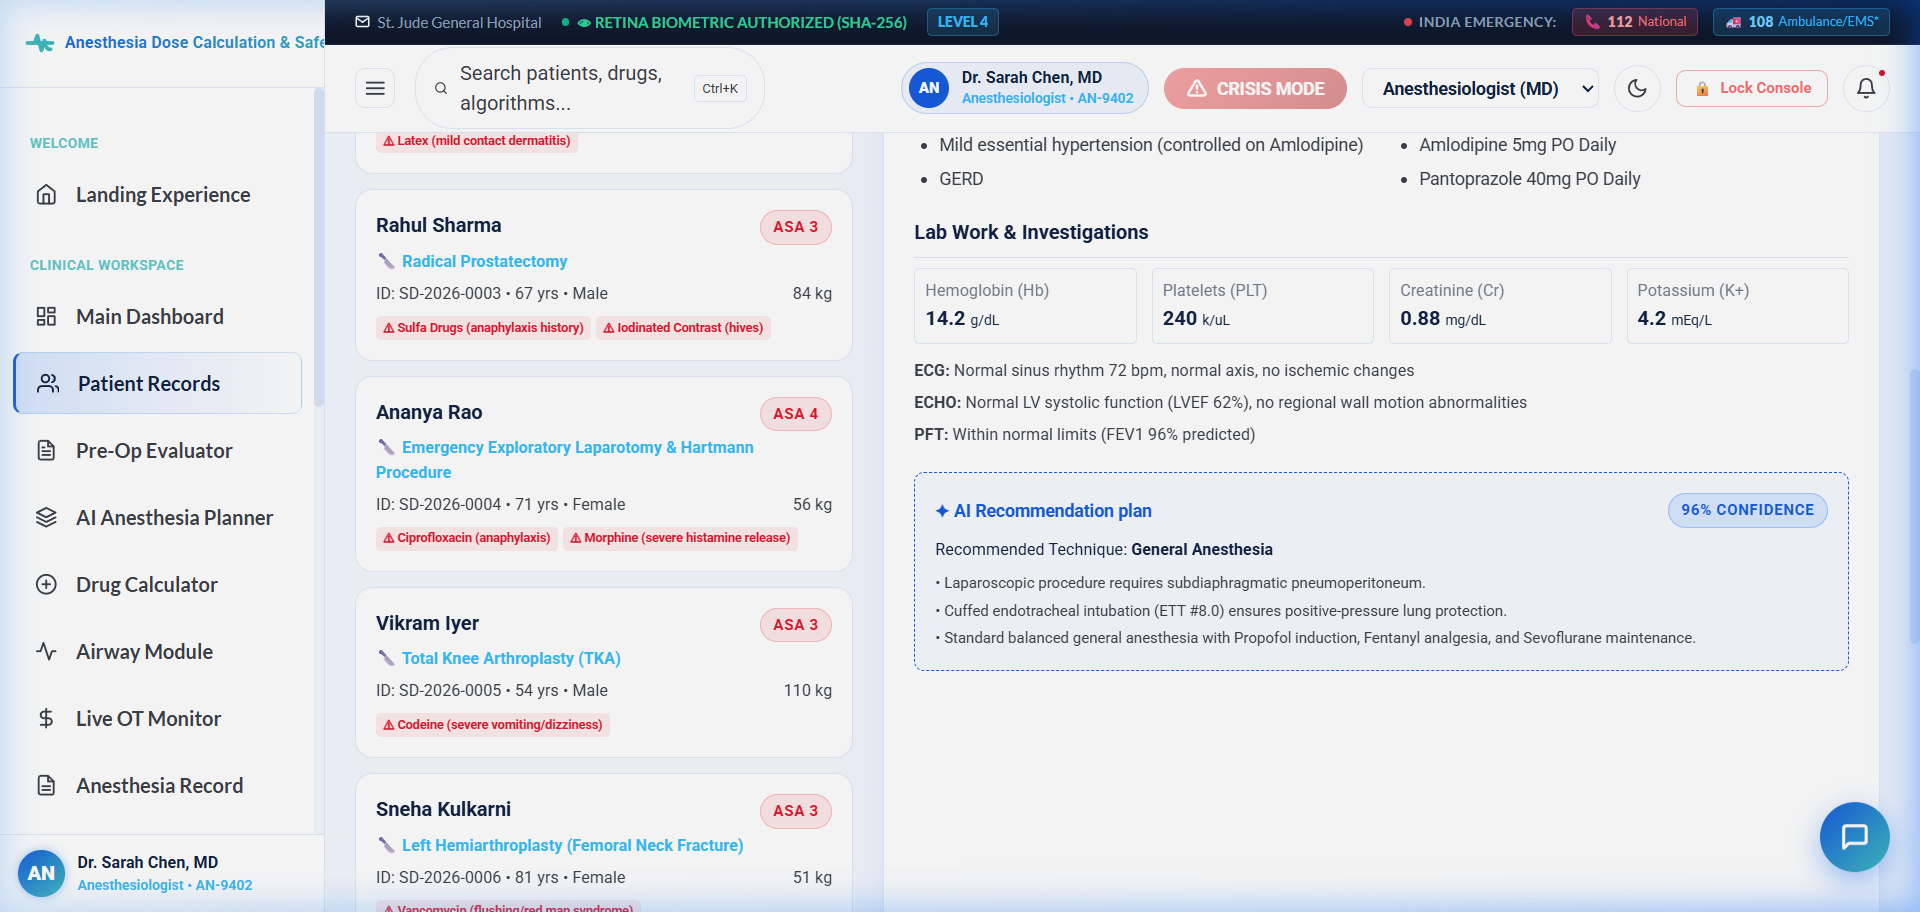 Anesthesia Dose Calculation & Safe
WELCOME
Landing Experience
CLINICAL WORKSPACE
Main Dashboard
Patient Records
Pre-Op Evaluator
AI Anesthesia Planner
Drug Calculator
Airway Module
Live OT Monitor
Anesthesia Record
AN
Dr. Sarah Chen, MD
Anesthesiologist • AN-9402
St. Jude General Hospital
RETINA BIOMETRIC AUTHORIZED (SHA-256)
LEVEL 4
INDIA EMERGENCY:
112 National
108 Ambulance/EMS*
Search patients, drugs,
algorithms...
Ctrl+K
AN
Dr. Sarah Chen, MD
Anesthesiologist • AN-9402
CRISIS MODE
Anesthesiologist (MD)
Lock Console
Latex (mild contact dermatitis)
Rahul Sharma
ASA 3
Radical Prostatectomy
ID: SD-2026-0003 • 67 yrs • Male
84 kg
Sulfa Drugs (anaphylaxis history)
Iodinated Contrast (hives)
Ananya Rao
ASA 4
Emergency Exploratory Laparotomy & Hartmann
Procedure
ID: SD-2026-0004 • 71 yrs • Female
56 kg
Ciprofloxacin (anaphylaxis)
Morphine (severe histamine release)
Vikram Iyer
ASA 3
Total Knee Arthroplasty (TKA)
ID: SD-2026-0005 • 54 yrs • Male
110 kg
Codeine (severe vomiting/dizziness)
Sneha Kulkarni
ASA 3
Left Hemiarthroplasty (Femoral Neck Fracture)
ID: SD-2026-0006 • 81 yrs • Female
51 kg
Vancomycin (flushing/red man syndrome)
• Mild essential hypertension (controlled on Amlodipine)
• GERD
• Amlodipine 5mg PO Daily
• Pantoprazole 40mg PO Daily
Lab Work & Investigations
Hemoglobin (Hb)
14.2 g/dL
Platelets (PLT)
240 k/uL
Creatinine (Cr)
0.88 mg/dL
Potassium (K+)
4.2 mEq/L
ECG: Normal sinus rhythm 72 bpm, normal axis, no ischemic changes
ECHO: Normal LV systolic function (LVEF 62%), no regional wall motion abnormalities
PFT: Within normal limits (FEV1 96% predicted)
✦ AI Recommendation plan
96% CONFIDENCE
Recommended Technique: General Anesthesia
• Laparoscopic procedure requires subdiaphragmatic pneumoperitoneum.
• Cuffed endotracheal intubation (ETT #8.0) ensures positive-pressure lung protection.
• Standard balanced general anesthesia with Propofol induction, Fentanyl analgesia, and Sevoflurane maintenance.